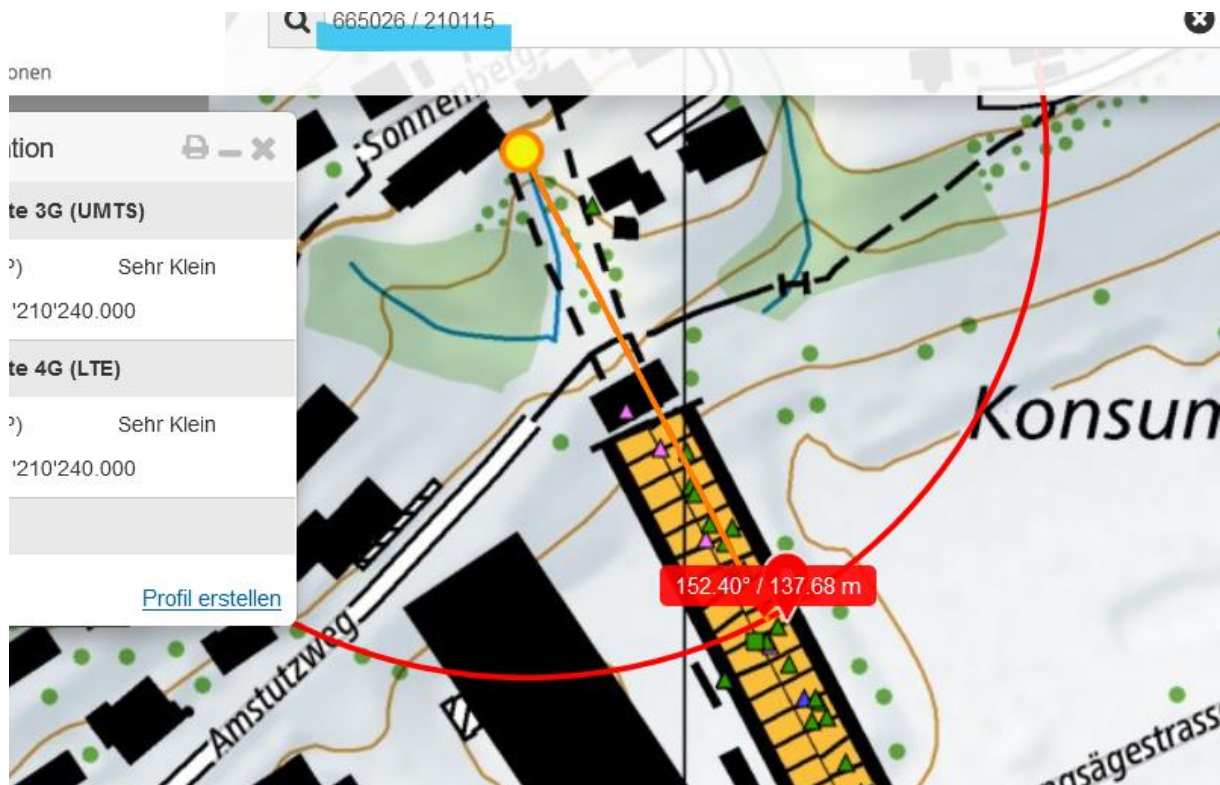 665026 / 210115
onen
tion
te 3G (UMTS)
P) Sehr Klein
'210'240.000
te 4G (LTE)
P) Sehr Klein
'210'240.000
Profil erstellen
Sonnenberg
Konsum
152.40° / 137.68 m
Amstutzweg
ngsägestrasse